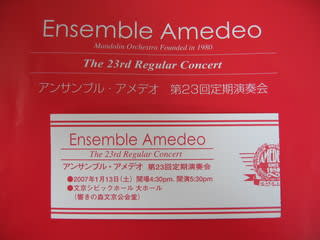 Ensemble Amedeo
Mandolin Orchestra Founded in 1980
The 23rd Regular Concert
アンサンブル・アメデオ 第23回定期演奏会
Ensemble Amedeo
The 23rd Regular Concert
アンサンブル・アメデオ 第23回定期演奏会
●2007年1月13日(土) 開場4:30pm. 開演5:30pm
●文京シビックホール 大ホール
(響きの森文京公会堂)
AMEDEO
SINCE
1980